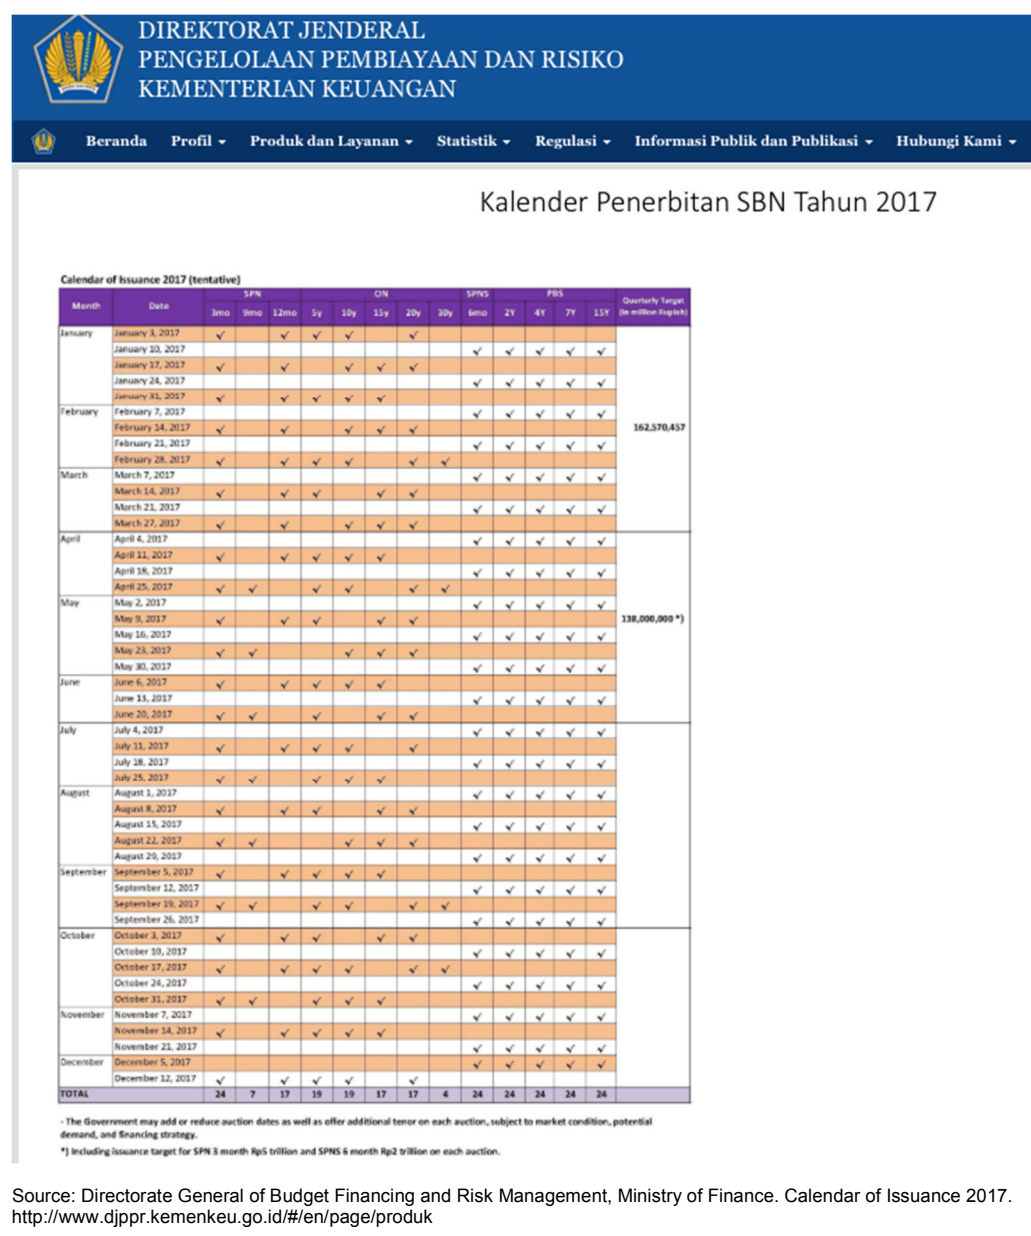 DIREKTORAT JENDERAL
PENGELOLAAN PEMBIAYAAN DAN RISIKO
KEMENTERIAN KEUANGAN
Beranda Profil Produk dan Layanan Statistik Regulasi Informasi Publik dan Publikasi Hubungi Kami
Kalender Penerbitan SBN Tahun 2017
Calendar of Issuance 2017 (tentative)
Month Date SPN ON SPNS PBS Quarterly Target
3mo 9mo 12mo 5y 10y 15y 20y 30y 6mo 2Y 4Y 7Y 15Y (in million Rupiah)
January January 3, 2017 ✓ ✓ ✓ ✓ ✓
January 10, 2017 ✓ ✓ ✓ ✓ ✓
January 17, 2017 ✓ ✓ ✓ ✓ ✓
January 24, 2017 ✓ ✓ ✓ ✓ ✓
January 31, 2017 ✓ ✓ ✓ ✓ ✓
February February 7, 2017 ✓ ✓ ✓ ✓ ✓
February 14, 2017 ✓ ✓ ✓ ✓ ✓ 162,570,457
February 21, 2017 ✓ ✓ ✓ ✓ ✓
February 28, 2017 ✓ ✓ ✓ ✓ ✓ ✓
March March 7, 2017 ✓ ✓ ✓ ✓ ✓
March 14, 2017 ✓ ✓ ✓ ✓ ✓
March 21, 2017 ✓ ✓ ✓ ✓ ✓
March 27, 2017 ✓ ✓ ✓ ✓ ✓
April April 4, 2017 ✓ ✓ ✓ ✓ ✓
April 11, 2017 ✓ ✓ ✓ ✓ ✓
April 18, 2017 ✓ ✓ ✓ ✓ ✓
April 25, 2017 ✓ ✓ ✓ ✓ ✓ ✓
May May 2, 2017 ✓ ✓ ✓ ✓ ✓
May 9, 2017 ✓ ✓ ✓ ✓ ✓ 138,000,000 *)
May 16, 2017 ✓ ✓ ✓ ✓ ✓
May 23, 2017 ✓ ✓ ✓ ✓ ✓
May 30, 2017 ✓ ✓ ✓ ✓ ✓
June June 6, 2017 ✓ ✓ ✓ ✓ ✓
June 13, 2017 ✓ ✓ ✓ ✓ ✓
June 20, 2017 ✓ ✓ ✓ ✓ ✓
July July 4, 2017 ✓ ✓ ✓ ✓ ✓
July 11, 2017 ✓ ✓ ✓ ✓ ✓
July 18, 2017 ✓ ✓ ✓ ✓ ✓
July 25, 2017 ✓ ✓ ✓ ✓ ✓
August August 1, 2017 ✓ ✓ ✓ ✓ ✓
August 8, 2017 ✓ ✓ ✓ ✓ ✓
August 15, 2017 ✓ ✓ ✓ ✓ ✓
August 22, 2017 ✓ ✓ ✓ ✓ ✓
August 29, 2017 ✓ ✓ ✓ ✓ ✓
September September 5, 2017 ✓ ✓ ✓ ✓ ✓
September 12, 2017 ✓ ✓ ✓ ✓ ✓
September 19, 2017 ✓ ✓ ✓ ✓ ✓ ✓
September 26, 2017 ✓ ✓ ✓ ✓ ✓
October October 3, 2017 ✓ ✓ ✓ ✓ ✓
October 10, 2017 ✓ ✓ ✓ ✓ ✓
October 17, 2017 ✓ ✓ ✓ ✓ ✓ ✓
October 24, 2017 ✓ ✓ ✓ ✓ ✓
October 31, 2017 ✓ ✓ ✓ ✓ ✓
November November 7, 2017 ✓ ✓ ✓ ✓ ✓
November 14, 2017 ✓ ✓ ✓ ✓ ✓
November 21, 2017 ✓ ✓ ✓ ✓ ✓
December December 5, 2017 ✓ ✓ ✓ ✓ ✓
December 12, 2017 ✓ ✓ ✓ ✓ ✓
TOTAL 24 7 17 19 19 17 17 4 24 24 24 24 24
- The Government may add or reduce auction dates as well as offer additional tenor on each auction, subject to market condition, potential
demand, and financing strategy.
*) Including issuance target for SPN 3 month Rp5 trillion and SPNS 6 month Rp2 trillion on each auction.
Source: Directorate General of Budget Financing and Risk Management, Ministry of Finance. Calendar of Issuance 2017.
http://www.djppr.kemenkeu.go.id/#/en/page/produk